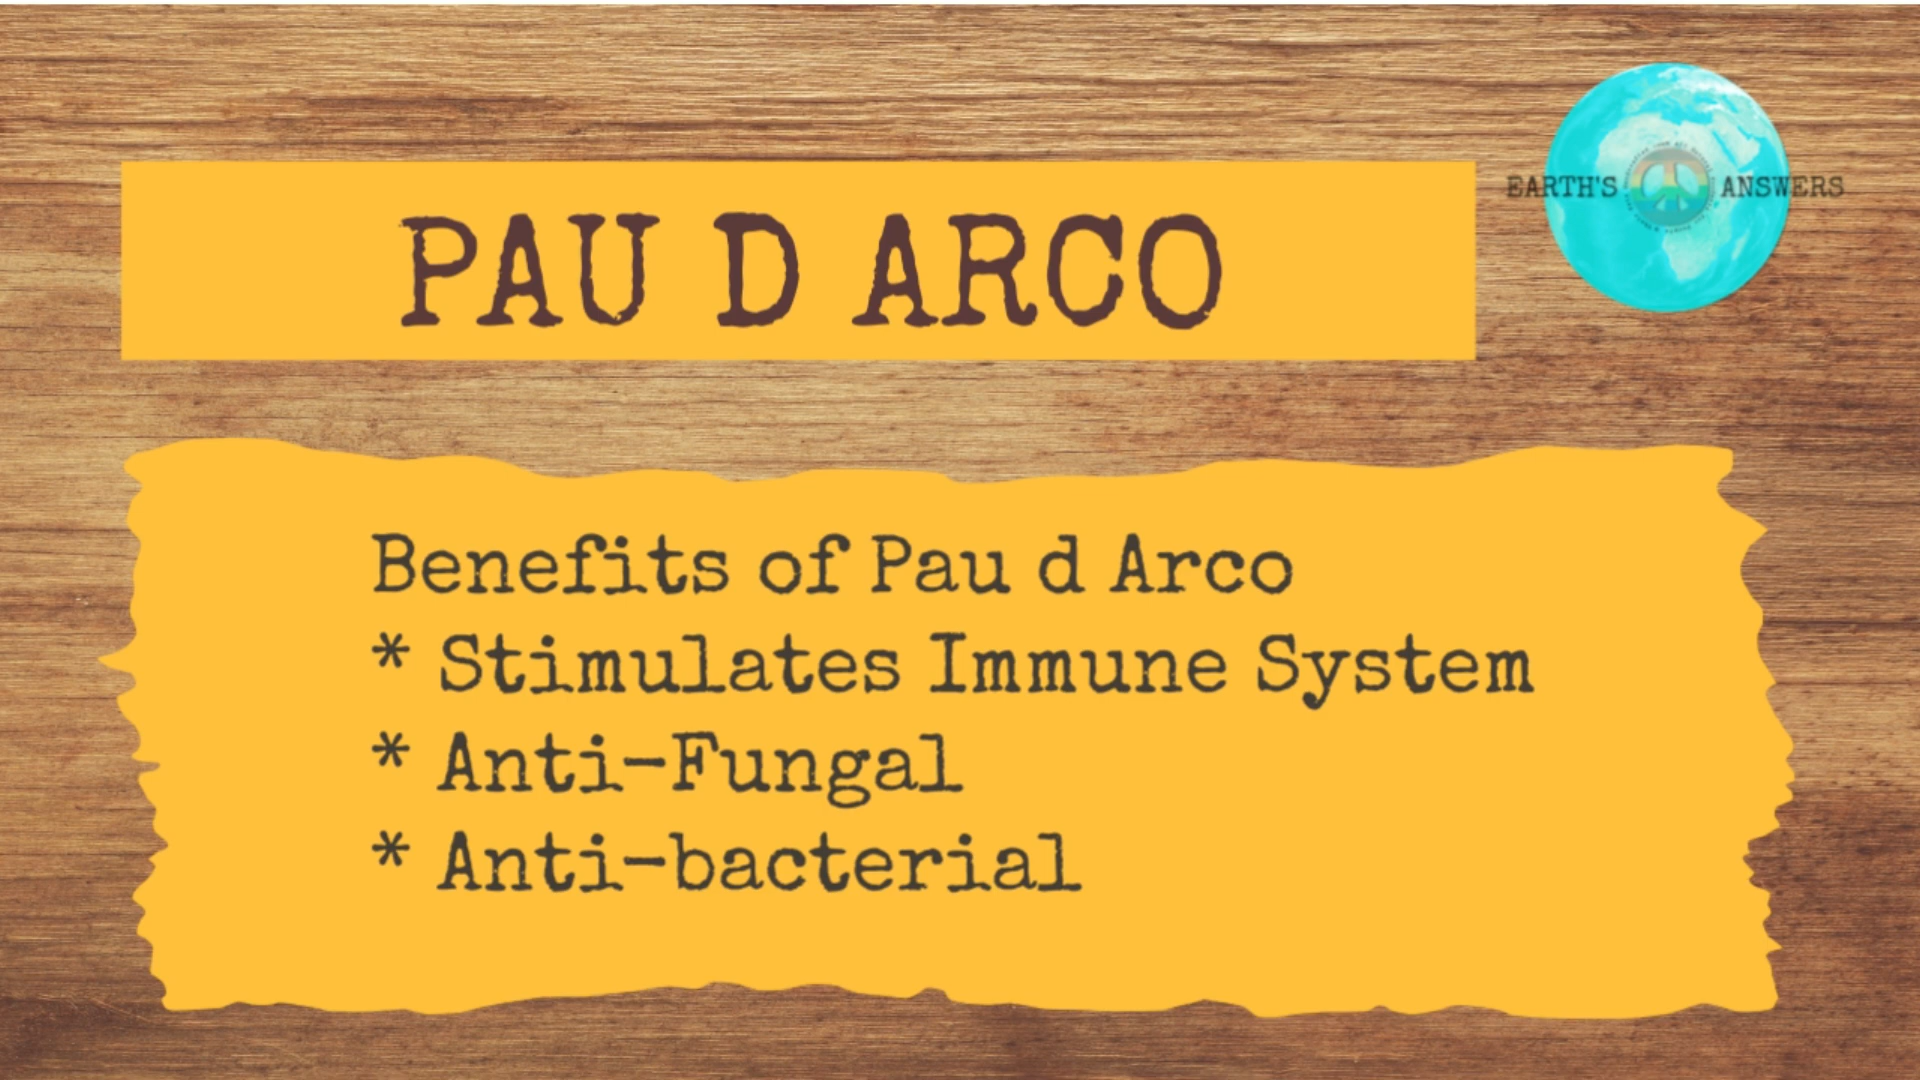 EARTH'S ANSWERS
PAU D ARCO
Benefits of Pau d Arco
* Stimulates Immune System
* Anti-Fungal
* Anti-bacterial